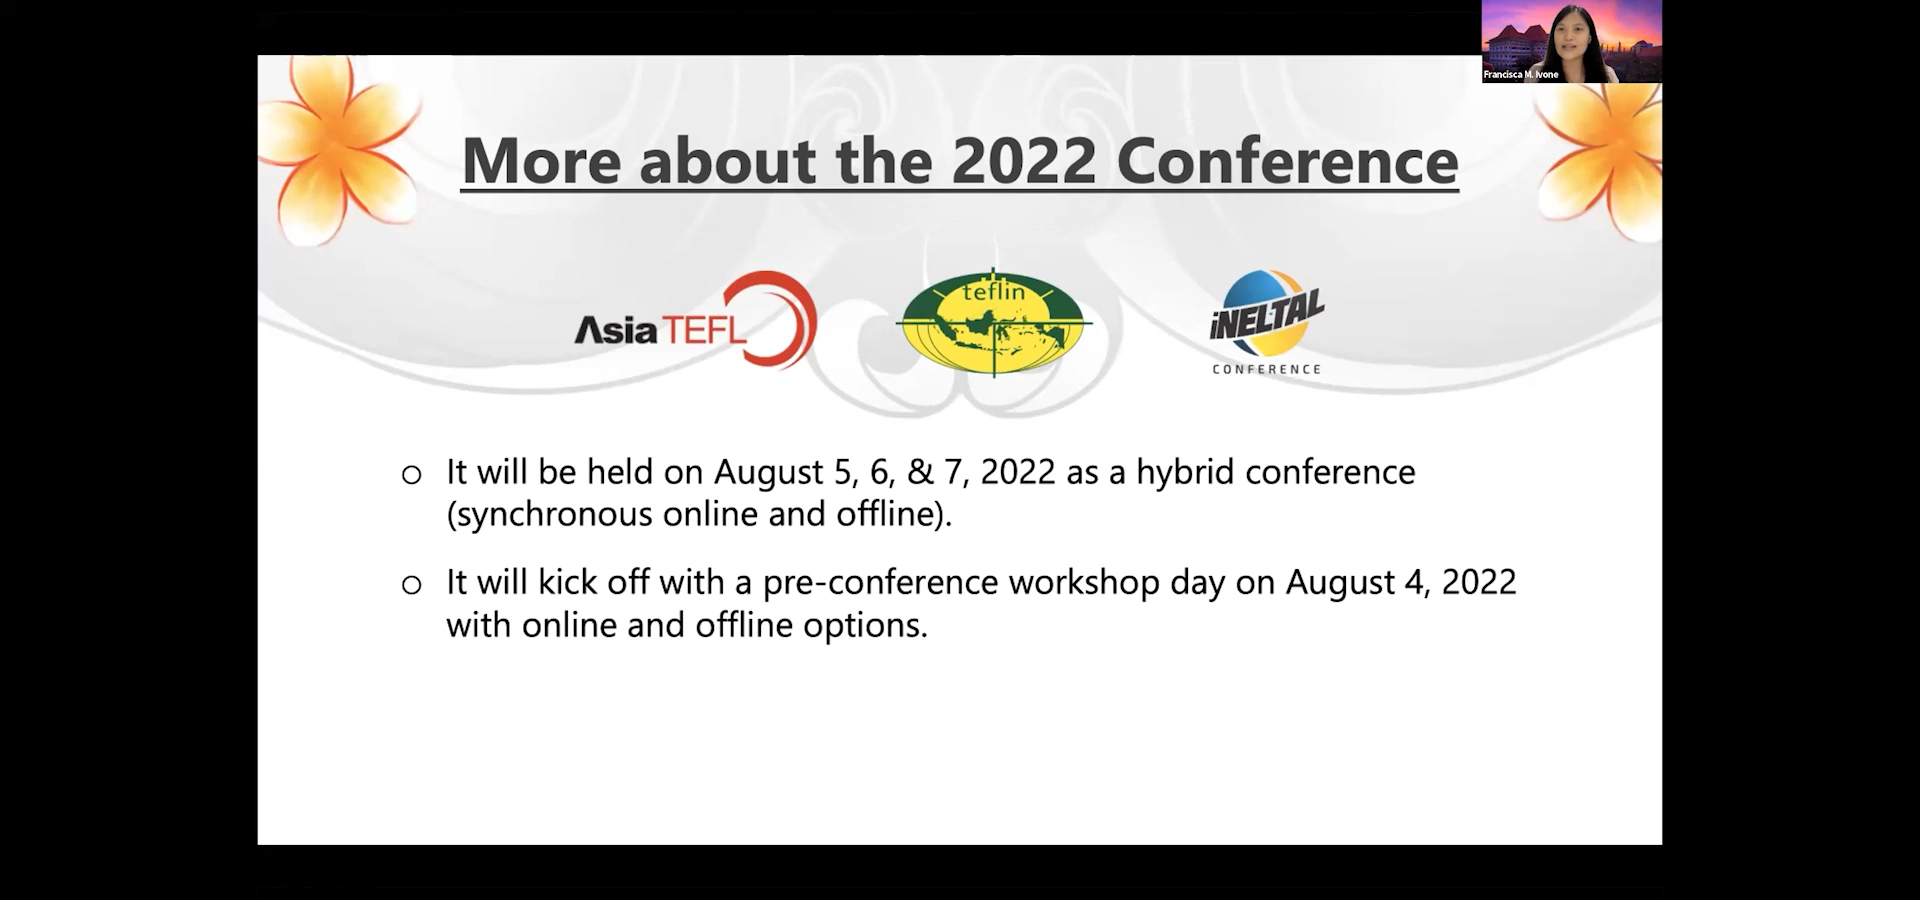 Francisca M. Ivone
More about the 2022 Conference
Asia TEFL
teflin
iNELTAL
CONFERENCE
o It will be held on August 5, 6, & 7, 2022 as a hybrid conference
(synchronous online and offline).
o It will kick off with a pre-conference workshop day on August 4, 2022
with online and offline options.